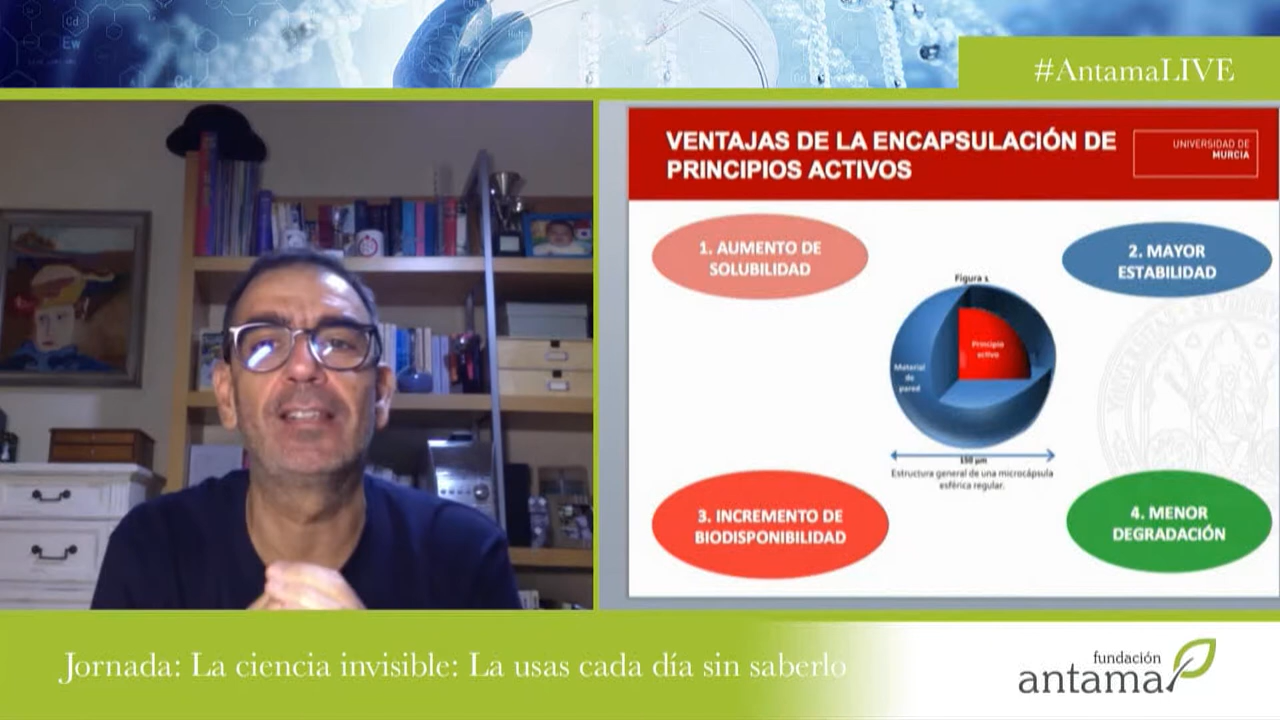 #AntamaLIVE
VENTAJAS DE LA ENCAPSULACIÓN DE
PRINCIPIOS ACTIVOS
UNIVERSIDAD DE
MURCIA
1. AUMENTO DE
SOLUBILIDAD
2. MAYOR
ESTABILIDAD
Figura 1
Principio
activo
Material
de
pared
150 µm
Estructura general de una microcápsula
esférica regular.
3. INCREMENTO DE
BIODISPONIBILIDAD
4. MENOR
DEGRADACIÓN
Jornada: La ciencia invisible: La usas cada día sin saberlo
fundación
antama